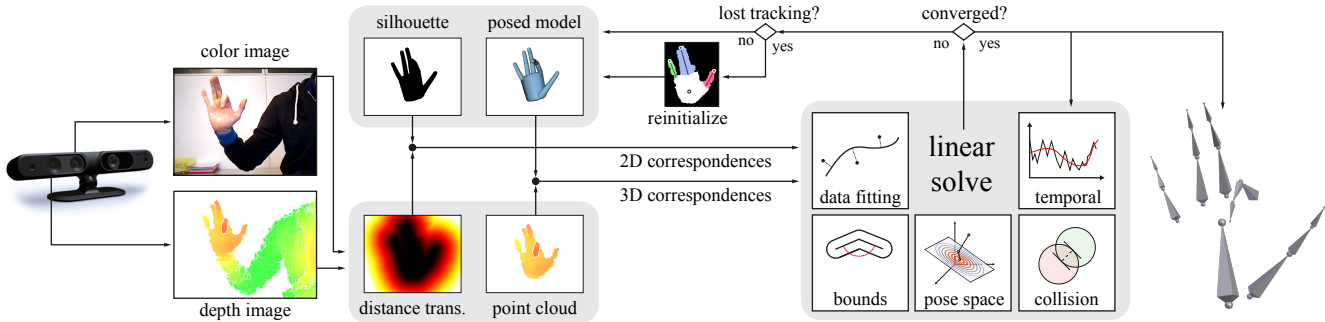 color image
depth image
silhouette
posed model
distance trans.
point cloud
lost tracking?
no
yes
reinitialize
converged?
no
yes
2D correspondences
3D correspondences
data fitting
linear
solve
temporal
bounds
pose space
collision